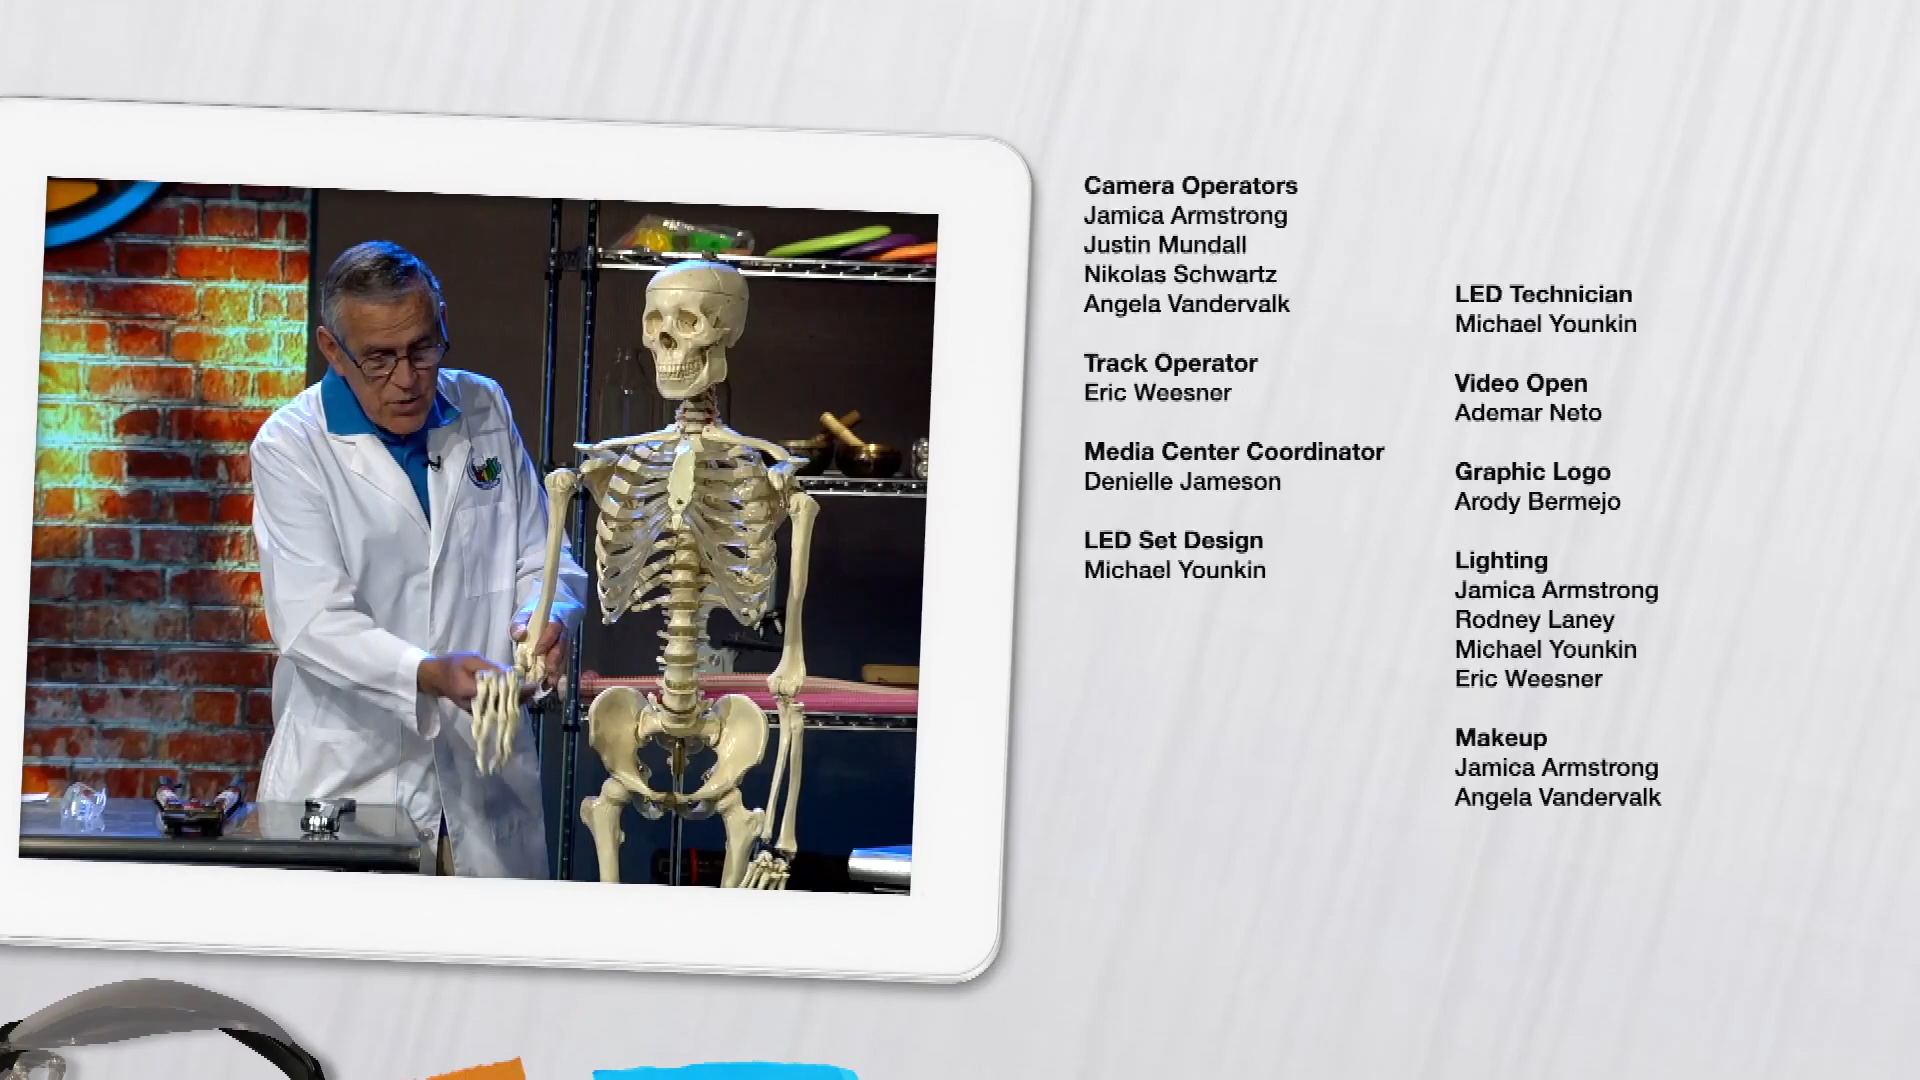 Camera Operators
Jamica Armstrong
Justin Mundall
Nikolas Schwartz
Angela Vandervalk
Track Operator
Eric Weesner
Media Center Coordinator
Denielle Jameson
LED Set Design
Michael Younkin
LED Technician
Michael Younkin
Video Open
Ademar Neto
Graphic Logo
Arody Bermejo
Lighting
Jamica Armstrong
Rodney Laney
Michael Younkin
Eric Weesner
Makeup
Jamica Armstrong
Angela Vandervalk